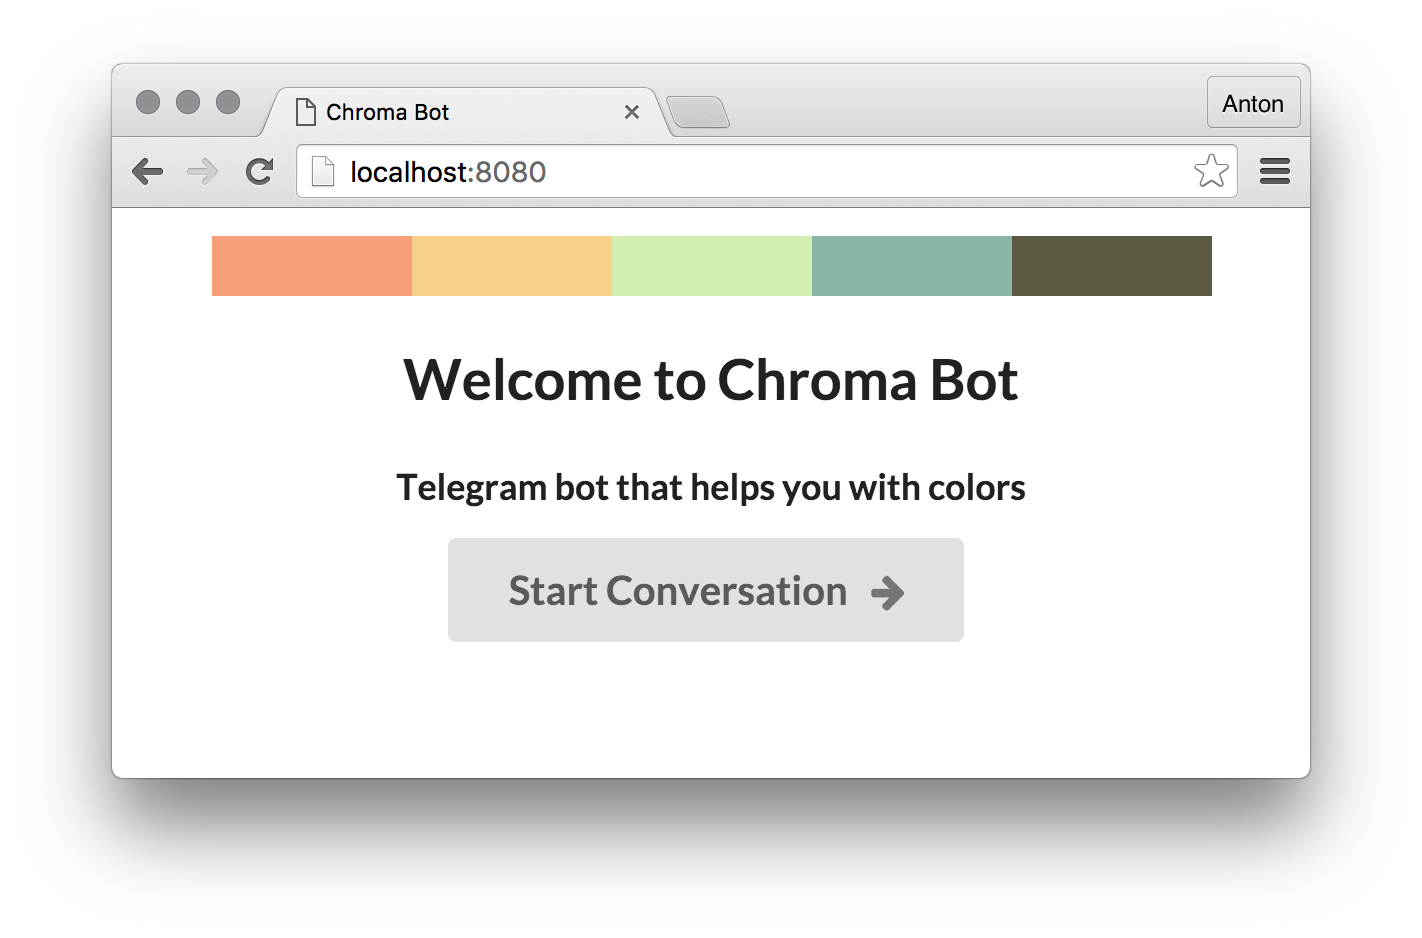 Chroma Bot
Anton
localhost:8080
Welcome to Chroma Bot
Telegram bot that helps you with colors
Start Conversation